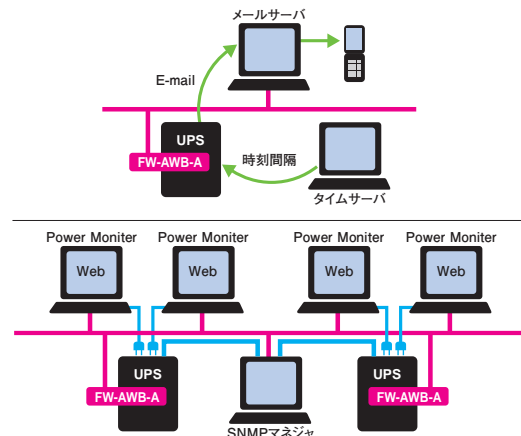 メールサーバ
E-mail
UPS
FW-AWB-A
時刻間隔
タイムサーバ
Power Moniter
Power Moniter
Power Moniter
Power Moniter
Web
Web
Web
Web
UPS
UPS
FW-AWB-A
FW-AWB-A
SNMPマネジャ